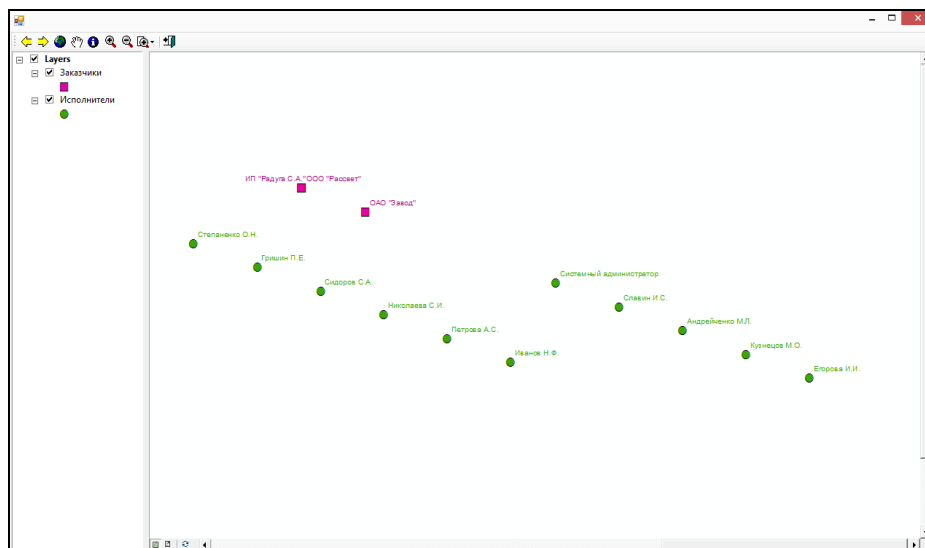 Layers
Заказчики
Исполнители
ИП "Радуга С.А."ООО "Рассвет"
ОАО "Завод"
Степаненко О.Н.
Гришин П.Е.
Сидоров С.А.
Системный администратор
Николаева С.И.
Славин И.С.
Петрова А.С.
Андрейченко М.Л.
Иванов Н.Ф.
Кузнецов М.О.
Егорова И.И.